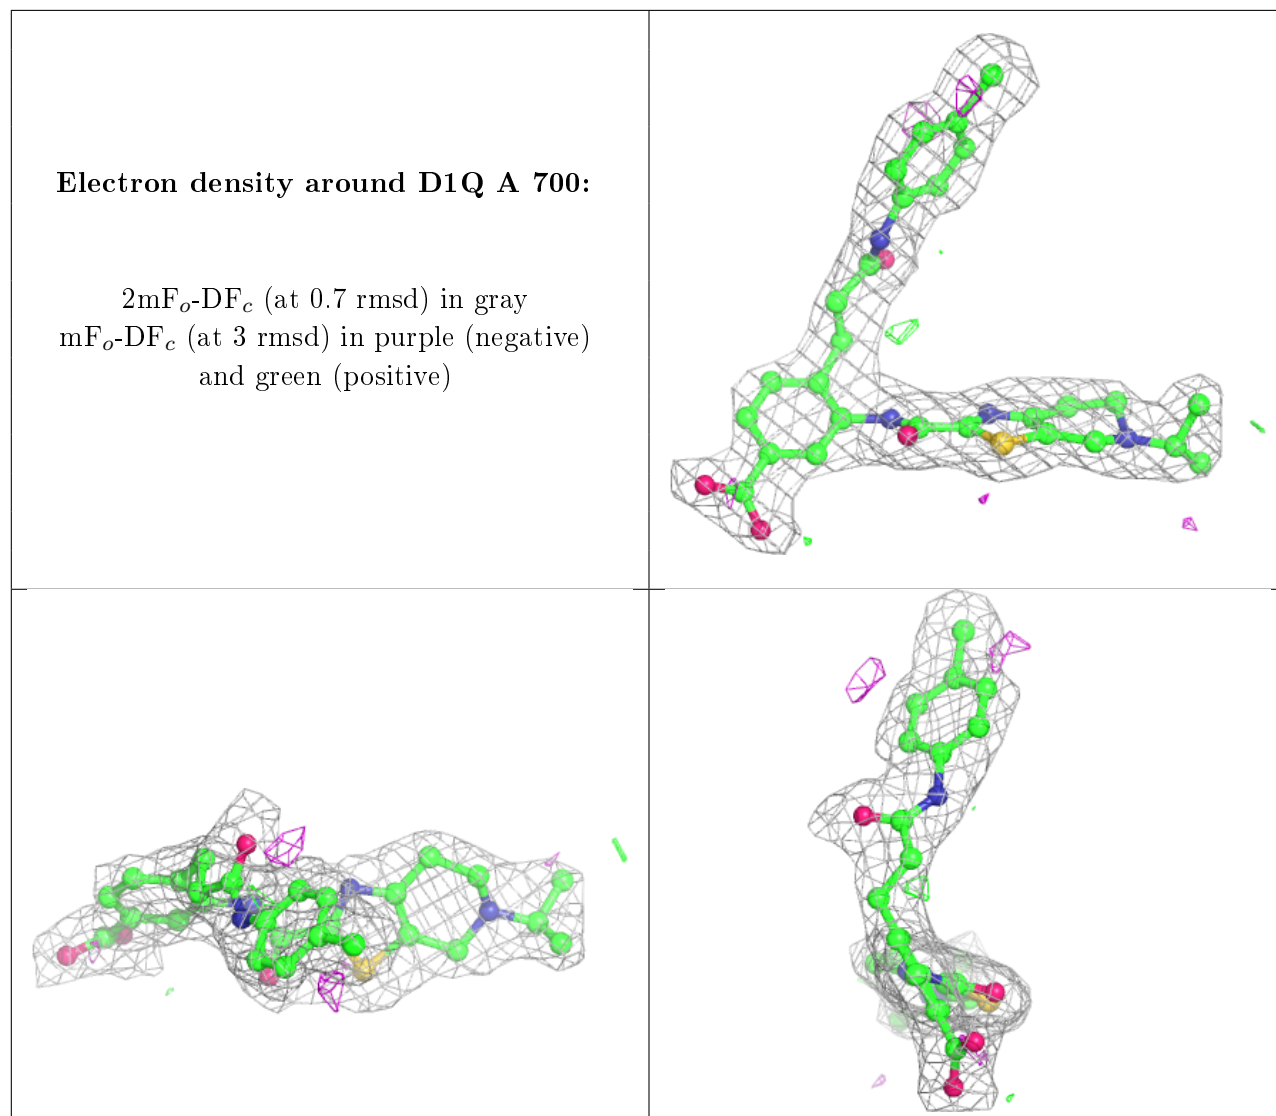 Electron density around D1Q A 700:
2mFo-DFc (at 0.7 rmsd) in gray
mFo-DFc (at 3 rmsd) in purple (negative)
and green (positive)